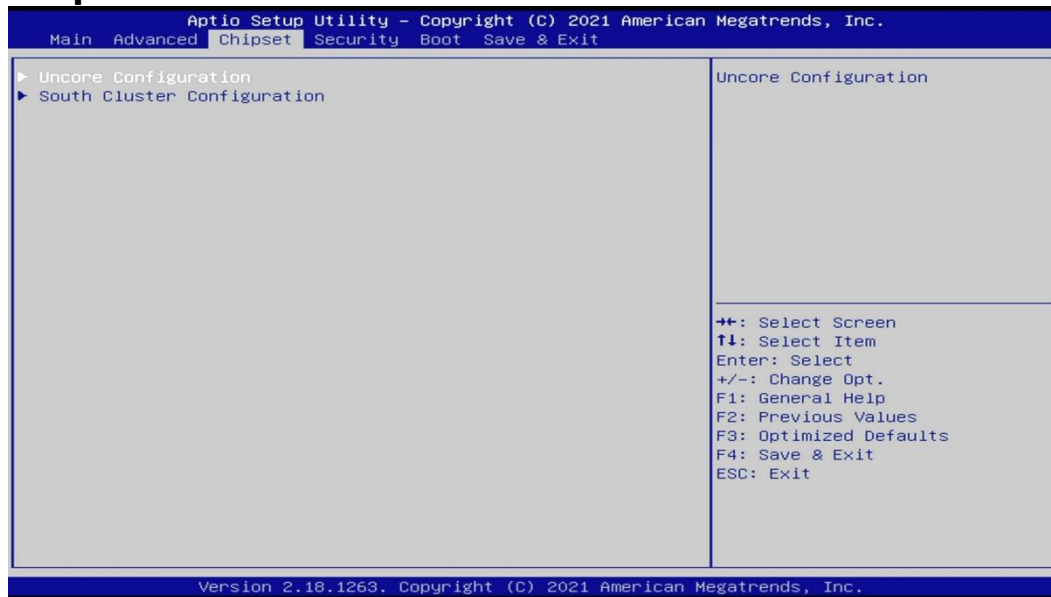 Aptio Setup Utility – Copyright (C) 2021 American Megatrends, Inc.
Main Advanced Chipset Security Boot Save & Exit
► Uncore Configuration
► South Cluster Configuration
Uncore Configuration
→←: Select Screen
↑↓: Select Item
Enter: Select
+/-: Change Opt.
F1: General Help
F2: Previous Values
F3: Optimized Defaults
F4: Save & Exit
ESC: Exit
Version 2.18.1263. Copyright (C) 2021 American Megatrends, Inc.